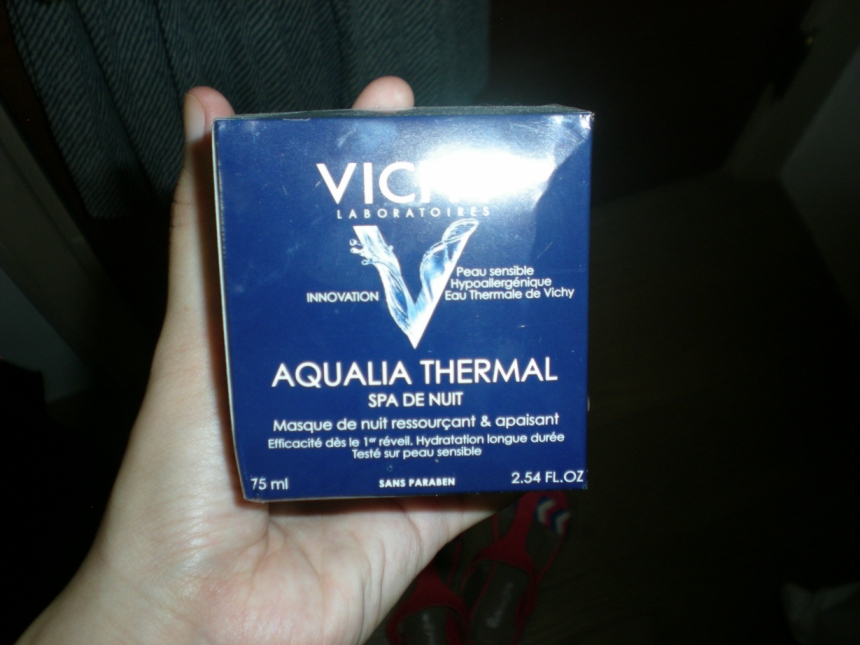 VICHY
LABORATOIRES
Peau sensible
Hypoallergénique
INNOVATION Eau Thermale de Vichy
AQUALIA THERMAL
SPA DE NUIT
Masque de nuit ressourçant & apaisant
Efficacité dès le 1er réveil. Hydratation longue durée
Testé sur peau sensible
75 ml SANS PARABEN 2.54 FL.OZ